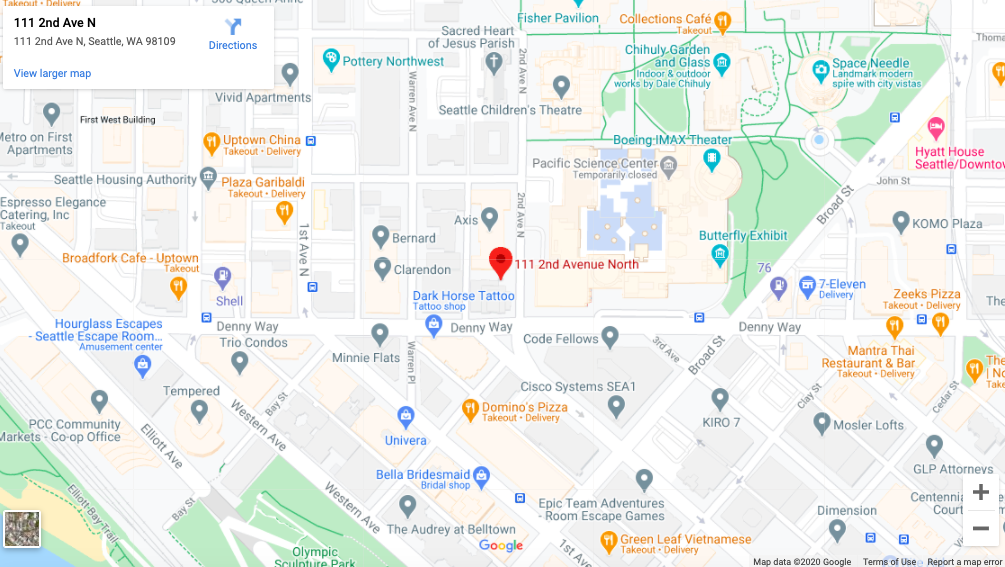 111 2nd Ave N
111 2nd Ave N, Seattle, WA 98109
Directions
View larger map
Fisher Pavilion
Collections Café
Takeout
Sacred Heart
of Jesus Parish
2nd Ave N
Chihuly Garden
and Glass
Indoor & outdoor
works by Dale Chihuly
Space Needle
Landmark modern
spire with city vistas
Pottery Northwest
Warren Ave N
Vivid Apartments
Seattle Children's Theatre
First West Building
Metro on First
Apartments
Uptown China
Takeout • Delivery
Boeing IMAX Theater
Hyatt House
Seattle/Downtow
Pacific Science Center
Temporarily closed
Seattle Housing Authority
Plaza Garibaldi
Takeout • Delivery
John St
Broad St
Espresso Elegance
Catering, Inc
Takeout
1st Ave N
Axis
2nd Ave N
KOMO Plaza
Bernard
Butterfly Exhibit
Broadfork Cafe - Uptown
Takeout
Clarendon
111 2nd Avenue North
76
7-Eleven
Delivery
Shell
Dark Horse Tattoo
Tattoo shop
Zeeks Pizza
Takeout • Delivery
Hourglass Escapes
- Seattle Escape Room...
Amusement center
Denny Way
Denny Way
Denny Way
Trio Condos
Minnie Flats
Warren Pl
Code Fellows
3rd Ave
Broad St
Mantra Thai
Restaurant & Bar
Takeout • Delivery
Cisco Systems SEA1
Tempered
Bay St
Clay St
Cedar St
PCC Community
Markets - Co-op Office
Elliott Ave
Western Ave
Univera
Domino's Pizza
Takeout • Delivery
KIRO 7
Mosler Lofts
GLP Attorneys
Bella Bridesmaid
Bridal shop
Western Ave
Elliott Bay Trail
Bay St
The Audrey at Belltown
Epic Team Adventures
Room Escape Games
Dimension
Olympic
Sculpture Park
Google
1st Ave
Green Leaf Vietnamese
Takeout • Delivery
Map data ©2020 Google
Terms of Use
Report a map error